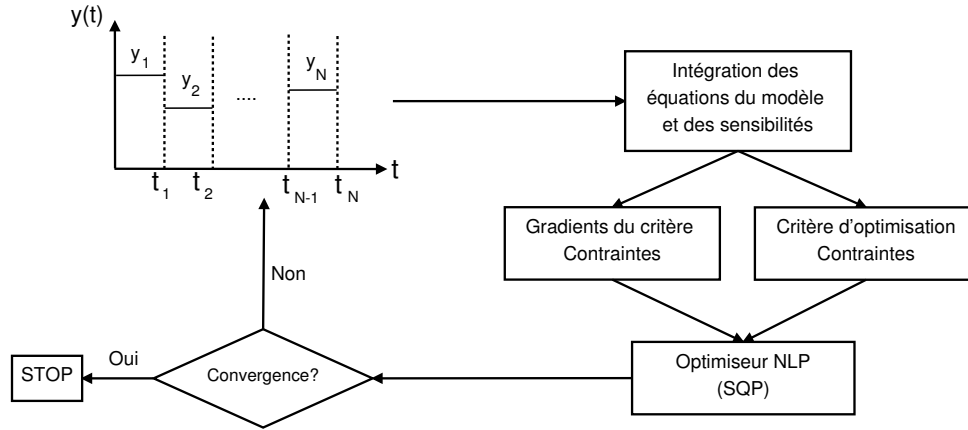 y(t)
y1
y2
....
yN
t1
t2
tN-1
tN
t
Intégration des
équations du modèle
et des sensibilités
Gradients du critère
Contraintes
Critère d'optimisation
Contraintes
Non
Oui
STOP
Convergence?
Optimiseur NLP
(SQP)